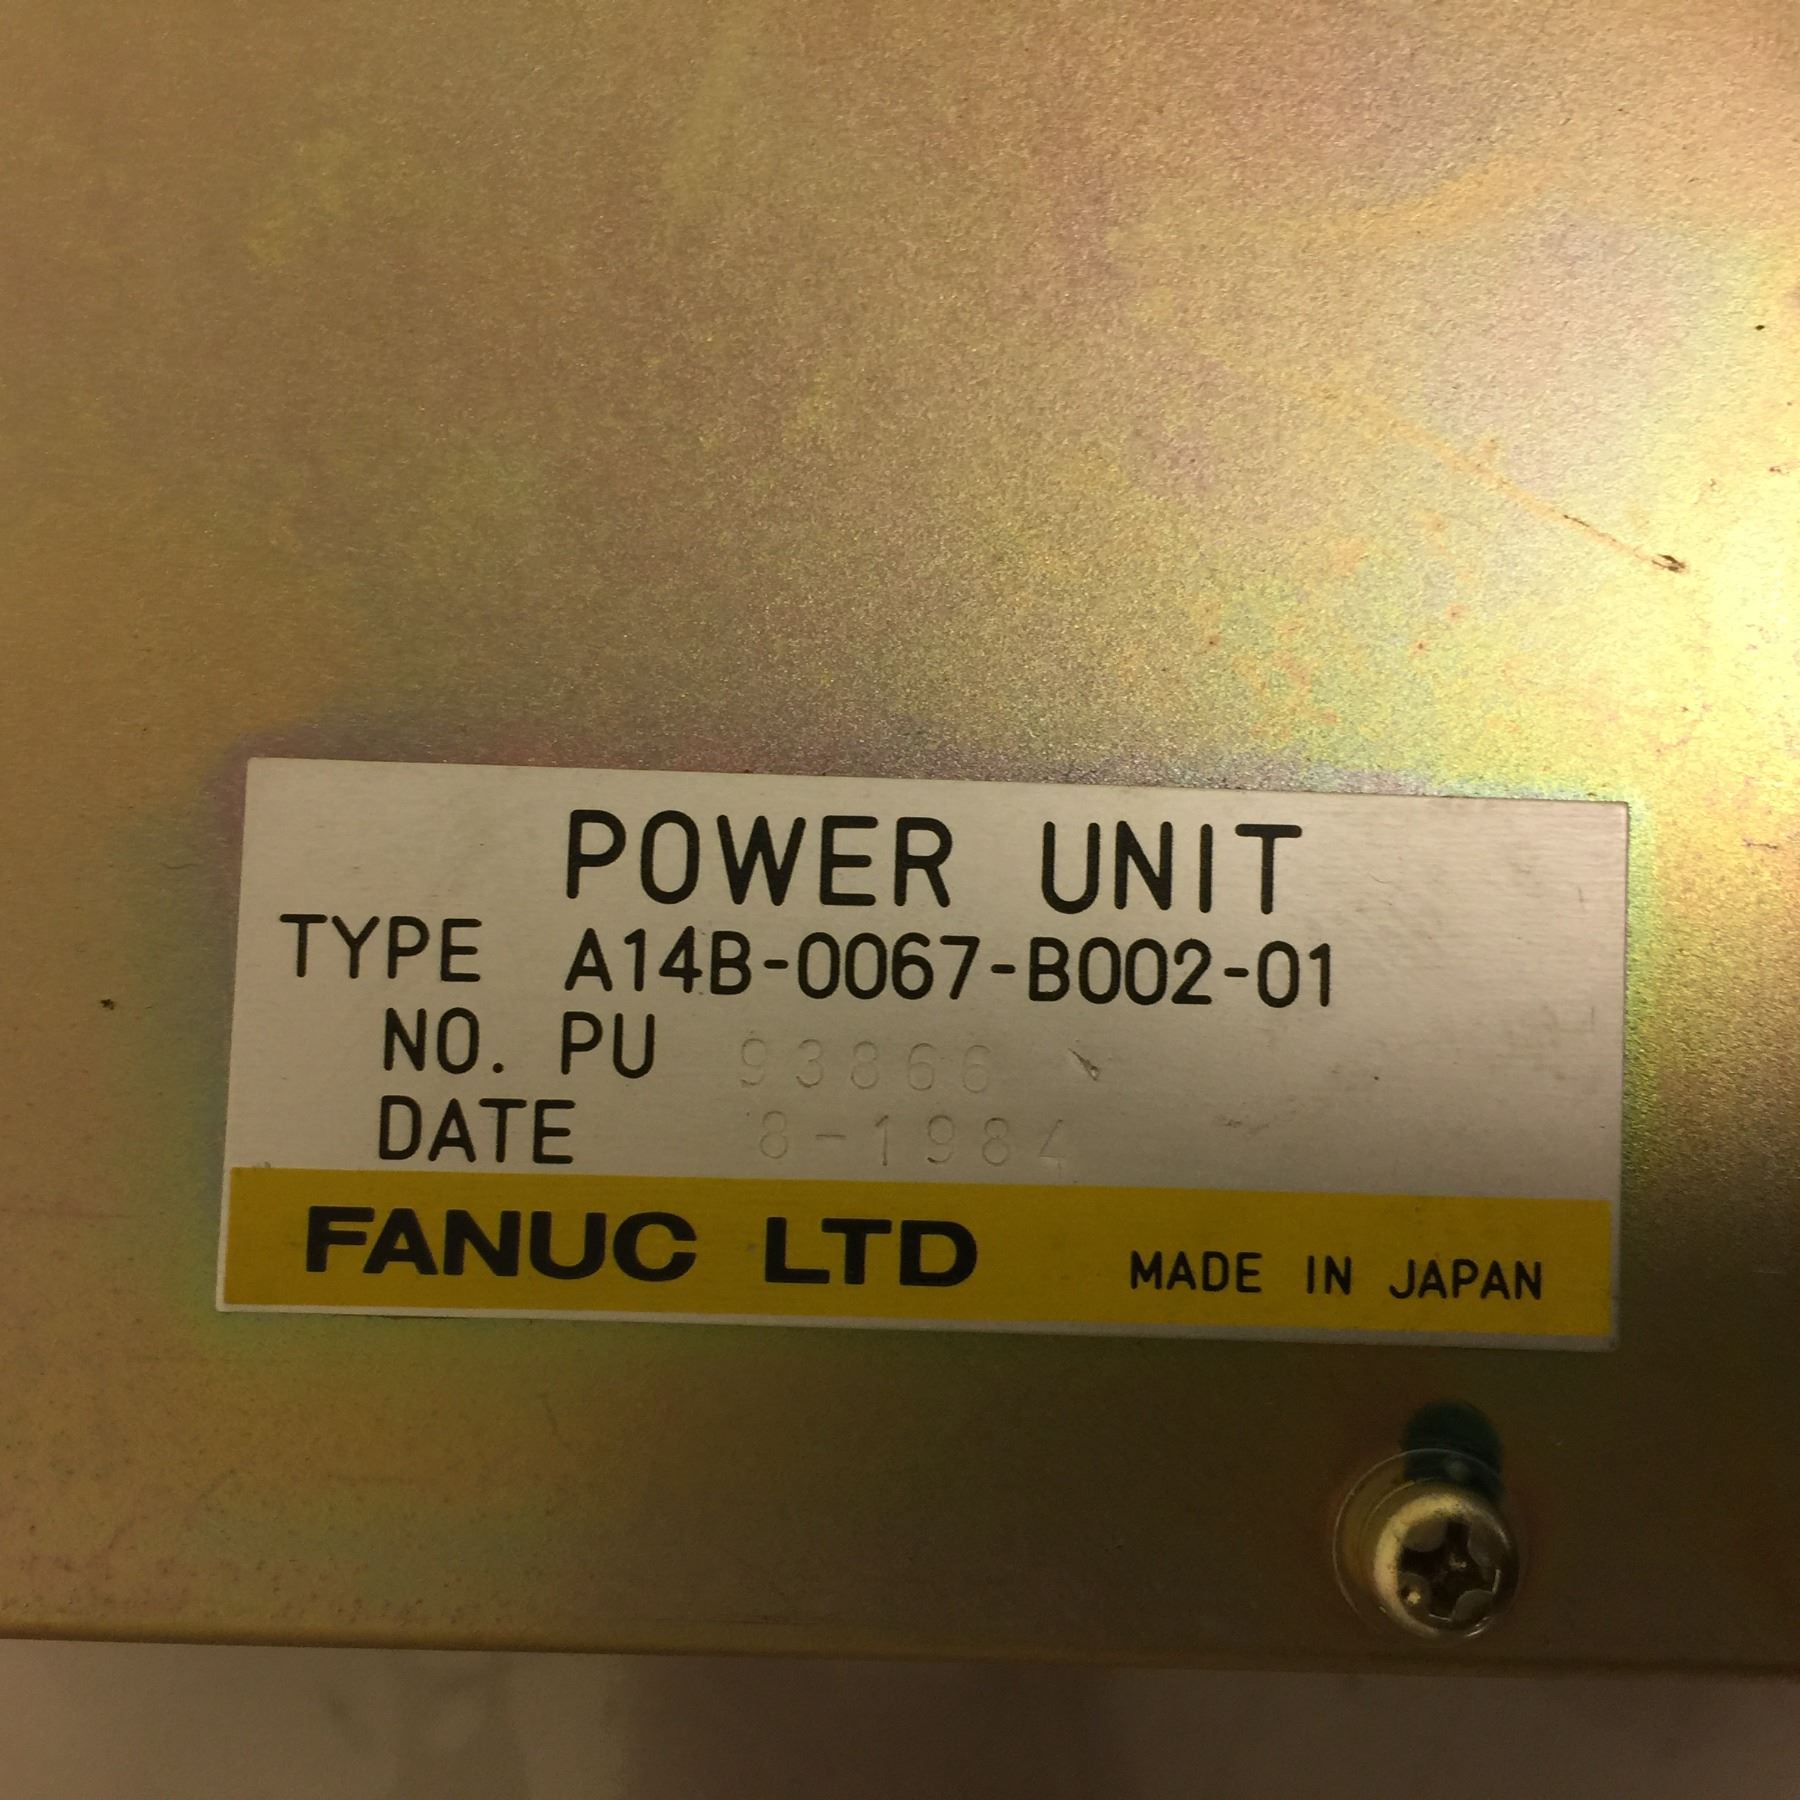 POWER UNIT
TYPE A14B-0067-B002-01
NO. PU 93866
DATE 8-1984
FANUC LTD MADE IN JAPAN